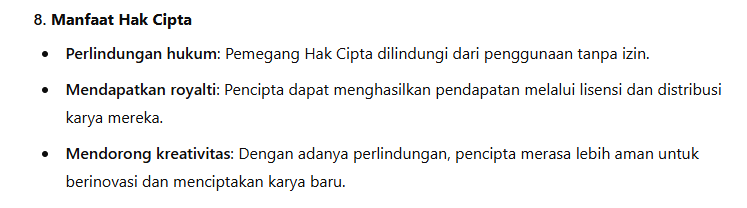 8. Manfaat Hak Cipta
• Perlindungan hukum: Pemegang Hak Cipta dilindungi dari penggunaan tanpa izin.
• Mendapatkan royalti: Pencipta dapat menghasilkan pendapatan melalui lisensi dan distribusi
karya mereka.
• Mendorong kreativitas: Dengan adanya perlindungan, pencipta merasa lebih aman untuk
berinovasi dan menciptakan karya baru.